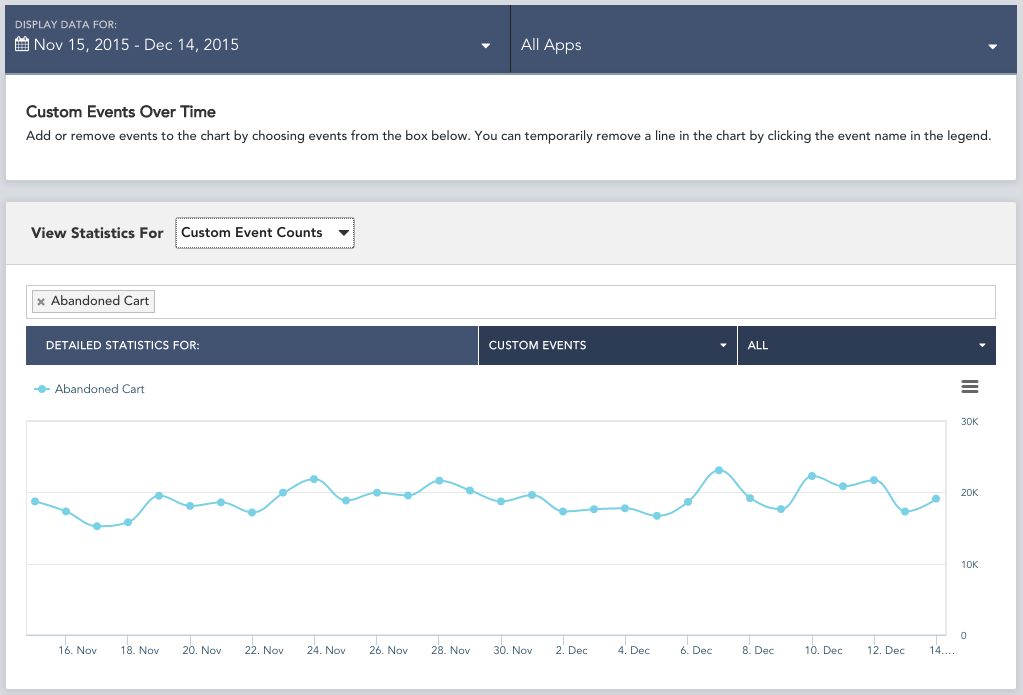 DISPLAY DATA FOR:
Nov 15, 2015 - Dec 14, 2015
All Apps
Custom Events Over Time
Add or remove events to the chart by choosing events from the box below. You can temporarily remove a line in the chart by clicking the event name in the legend.
View Statistics For
Custom Event Counts
× Abandoned Cart
DETAILED STATISTICS FOR:
CUSTOM EVENTS
ALL
Abandoned Cart
30K
20K
10K
0
16. Nov 18. Nov 20. Nov 22. Nov 24. Nov 26. Nov 28. Nov 30. Nov 2. Dec 4. Dec 6. Dec 8. Dec 10. Dec 12. Dec 14.…